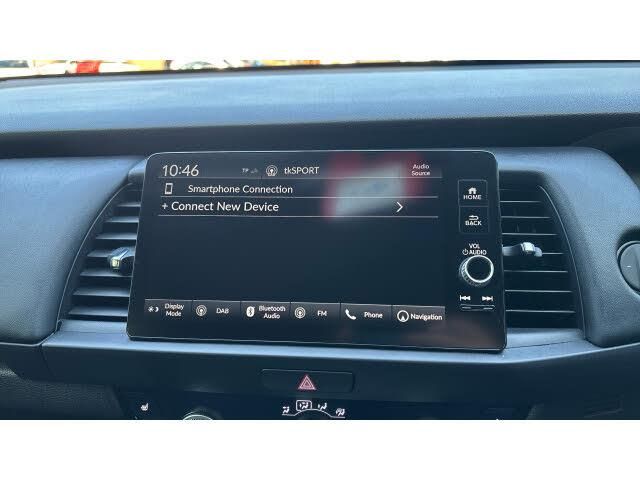 10:46 TP tkSPORT Audio Source
Smartphone Connection
+ Connect New Device
HOME
BACK
VOL
AUDIO
Display Mode
DAB
Bluetooth Audio
FM
Phone
Navigation